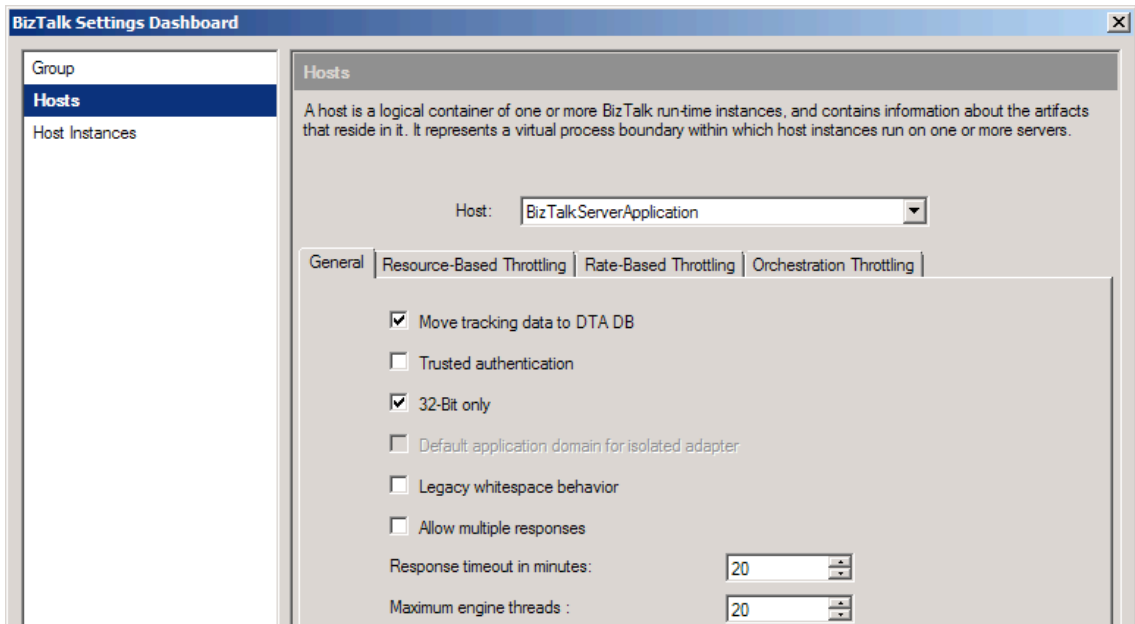 BizTalk Settings Dashboard
Group
Hosts
Host Instances
Hosts
A host is a logical container of one or more BizTalk run-time instances, and contains information about the artifacts
that reside in it. It represents a virtual process boundary within which host instances run on one or more servers.
Host: BizTalkServerApplication
General Resource-Based Throttling Rate-Based Throttling Orchestration Throttling
Move tracking data to DTA DB
Trusted authentication
32-Bit only
Default application domain for isolated adapter
Legacy whitespace behavior
Allow multiple responses
Response timeout in minutes: 20
Maximum engine threads : 20